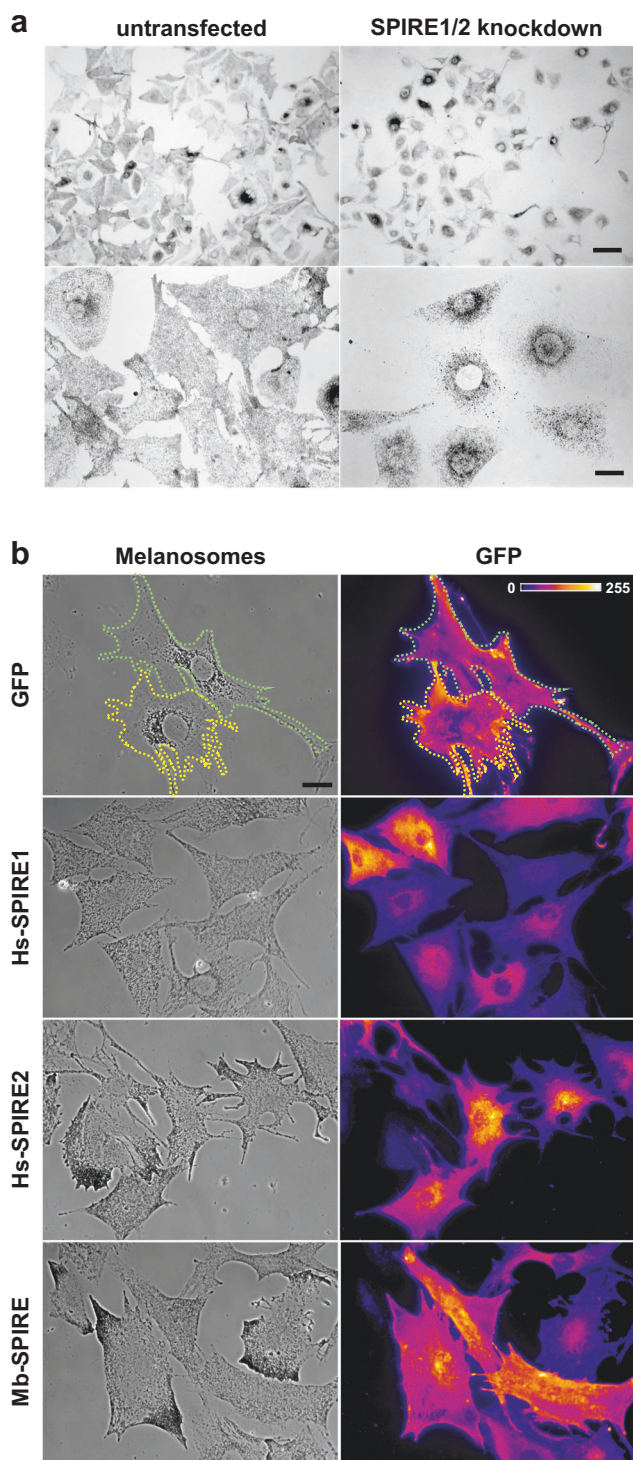 a
untransfected
SPIRE1/2 knockdown
b
Melanosomes
GFP
GFP
0 255
Hs-SPIRE1
Hs-SPIRE2
Mb-SPIRE